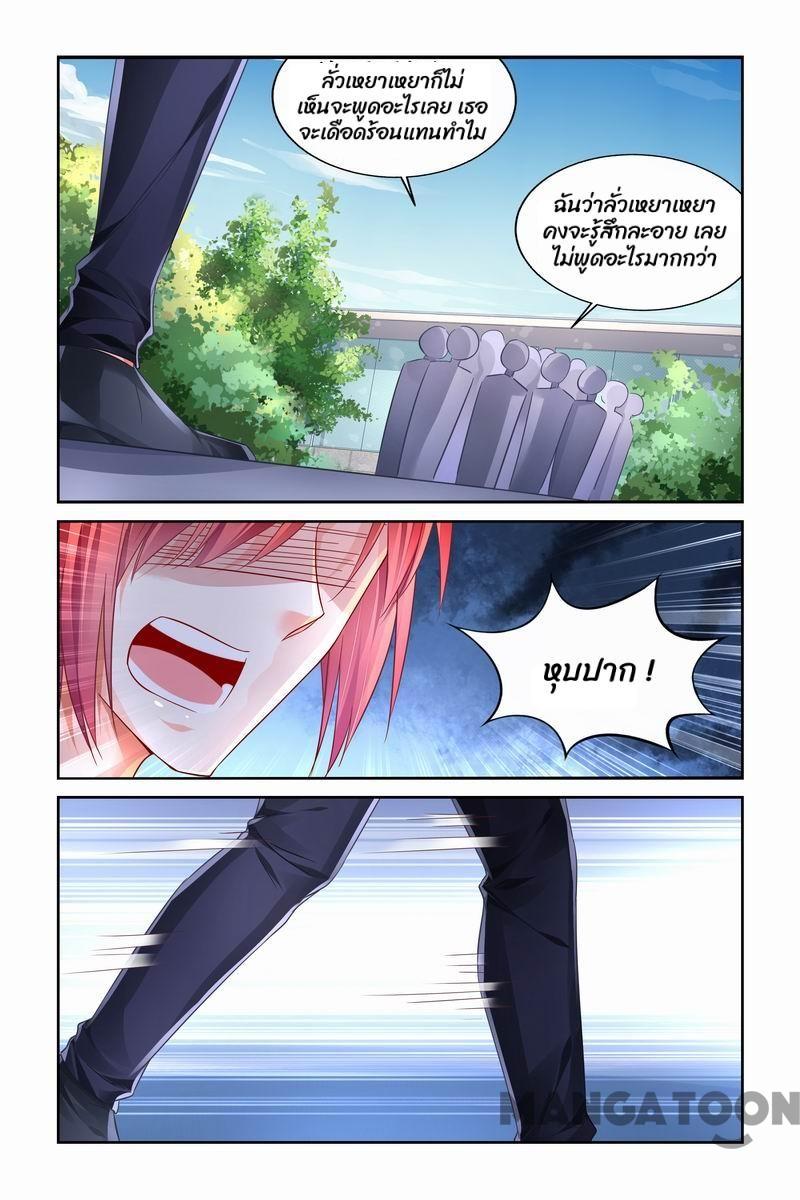 ลั่วเหยาเหยาก็ไม่
เห็นจะพูดอะไรเลย เธอ
จะเดือดร้อนแทนทำไม
ฉันว่าลั่วเหยาเหยา
คงจะรู้สึกละอาย เลย
ไม่พูดอะไรมากกว่า
หุบปาก !
MANGATOON